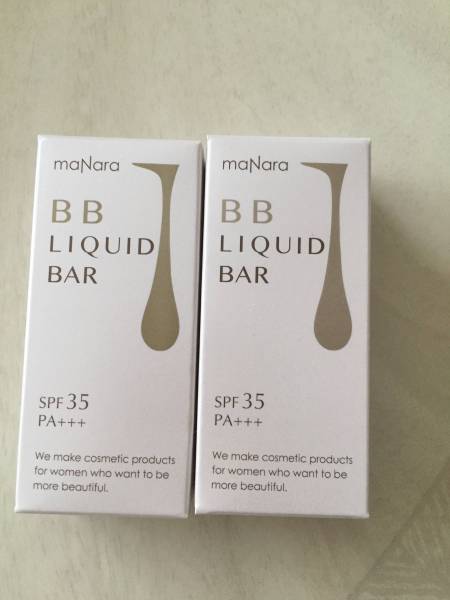 maNara
BB
LIQUID
BAR
SPF 35
PA+++
We make cosmetic products
for women who want to be
more beautiful.
maNara
BB
LIQUID
BAR
SPF 35
PA+++
We make cosmetic products
for women who want to be
more beautiful.